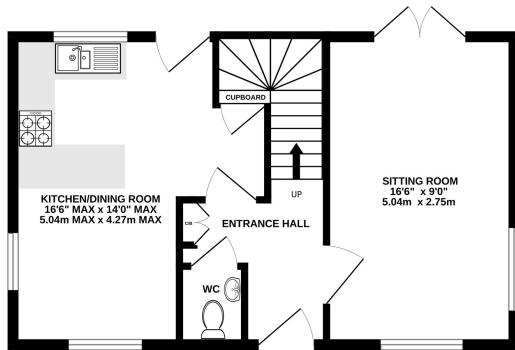 CUPBOARD
KITCHEN/DINING ROOM
16'6" MAX x 14'0" MAX
5.04m MAX x 4.27m MAX
UP
ENTRANCE HALL
WC
SITTING ROOM
16'6" x 9'0"
5.04m x 2.75m